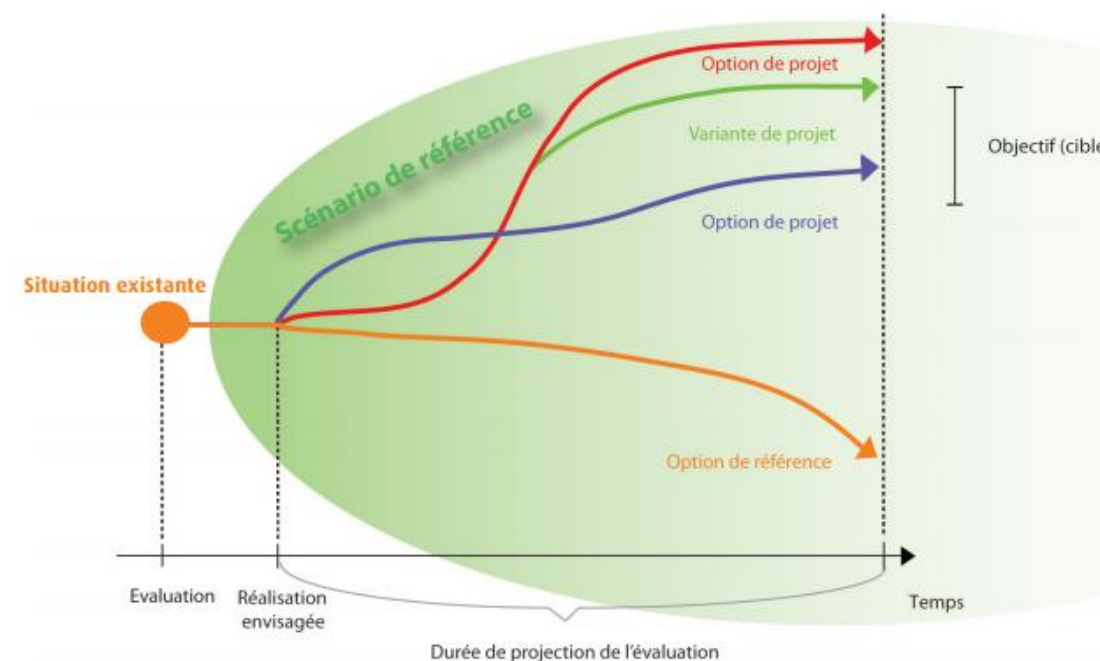 Option de projet
Scénario de référence
Variante de projet
Objectif (cible
Option de projet
Situation existante
Option de référence
Evaluation
Réalisation
envisagée
Temps
Durée de projection de l'évaluation